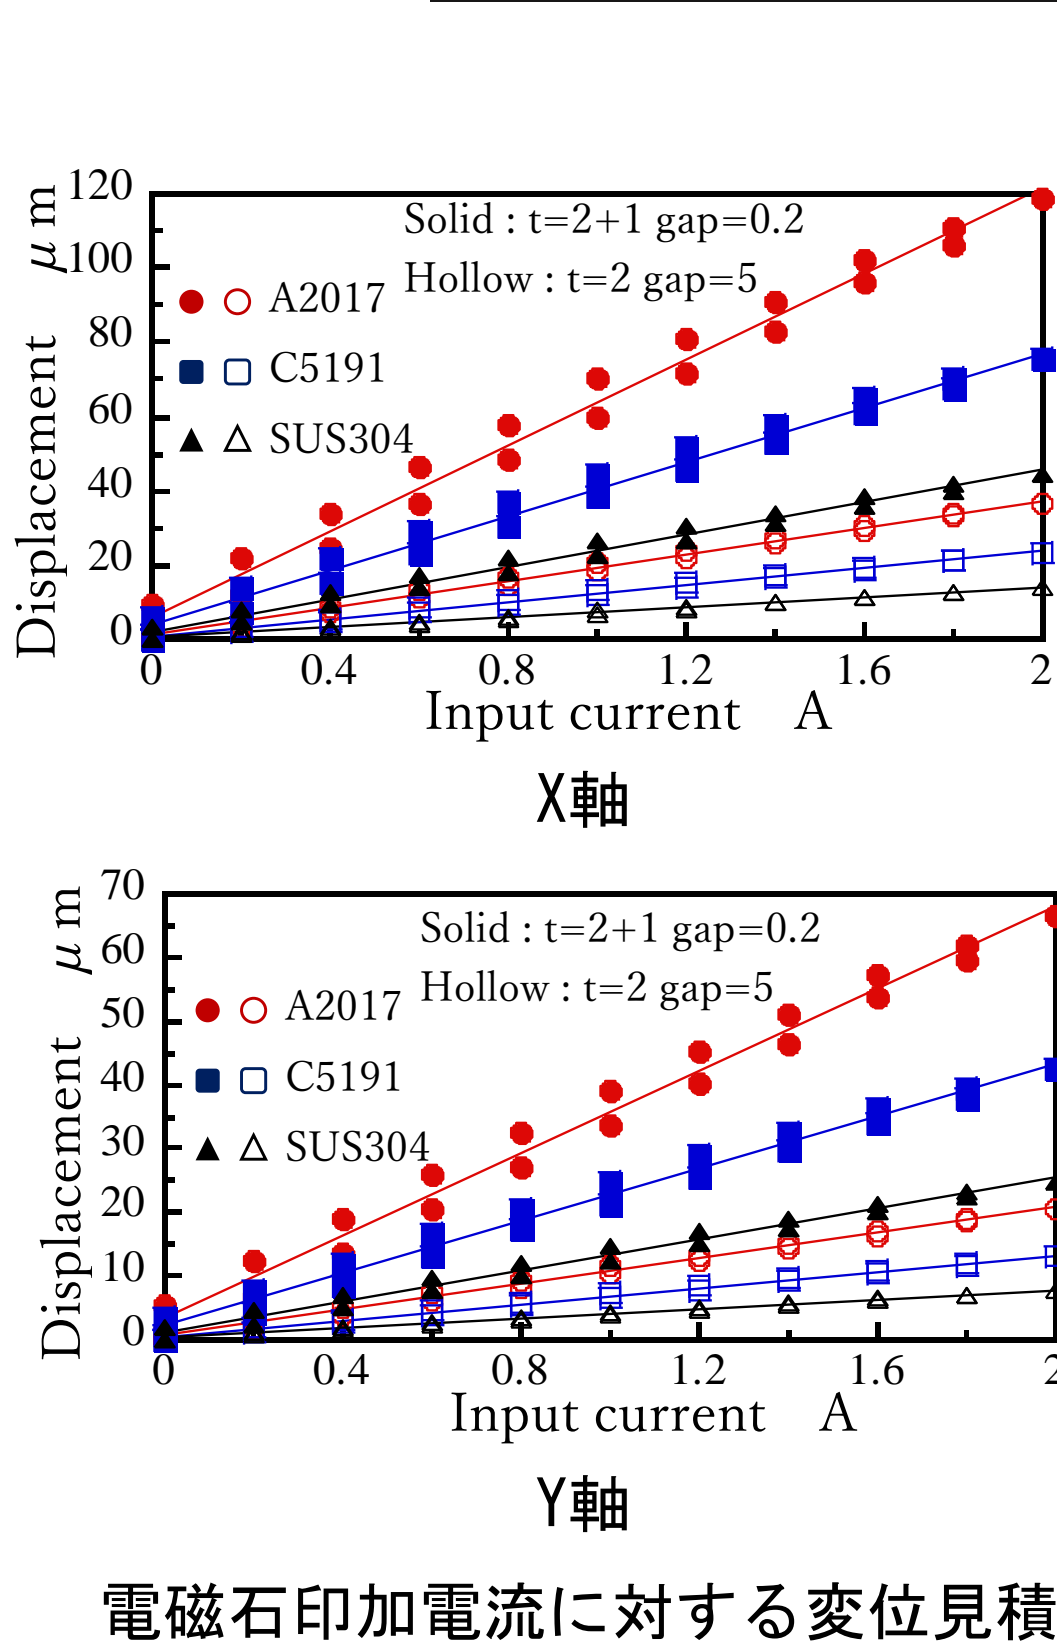 120
100
80
60
40
20
0
Displacement μm
Solid : t=2+1 gap=0.2
Hollow : t=2 gap=5
A2017
C5191
SUS304
0 0.4 0.8 1.2 1.6 2
Input current A
X軸
70
60
50
40
30
20
10
0
Displacement μm
Solid : t=2+1 gap=0.2
Hollow : t=2 gap=5
A2017
C5191
SUS304
0 0.4 0.8 1.2 1.6 2
Input current A
Y軸
電磁石印加電流に対する変位見積